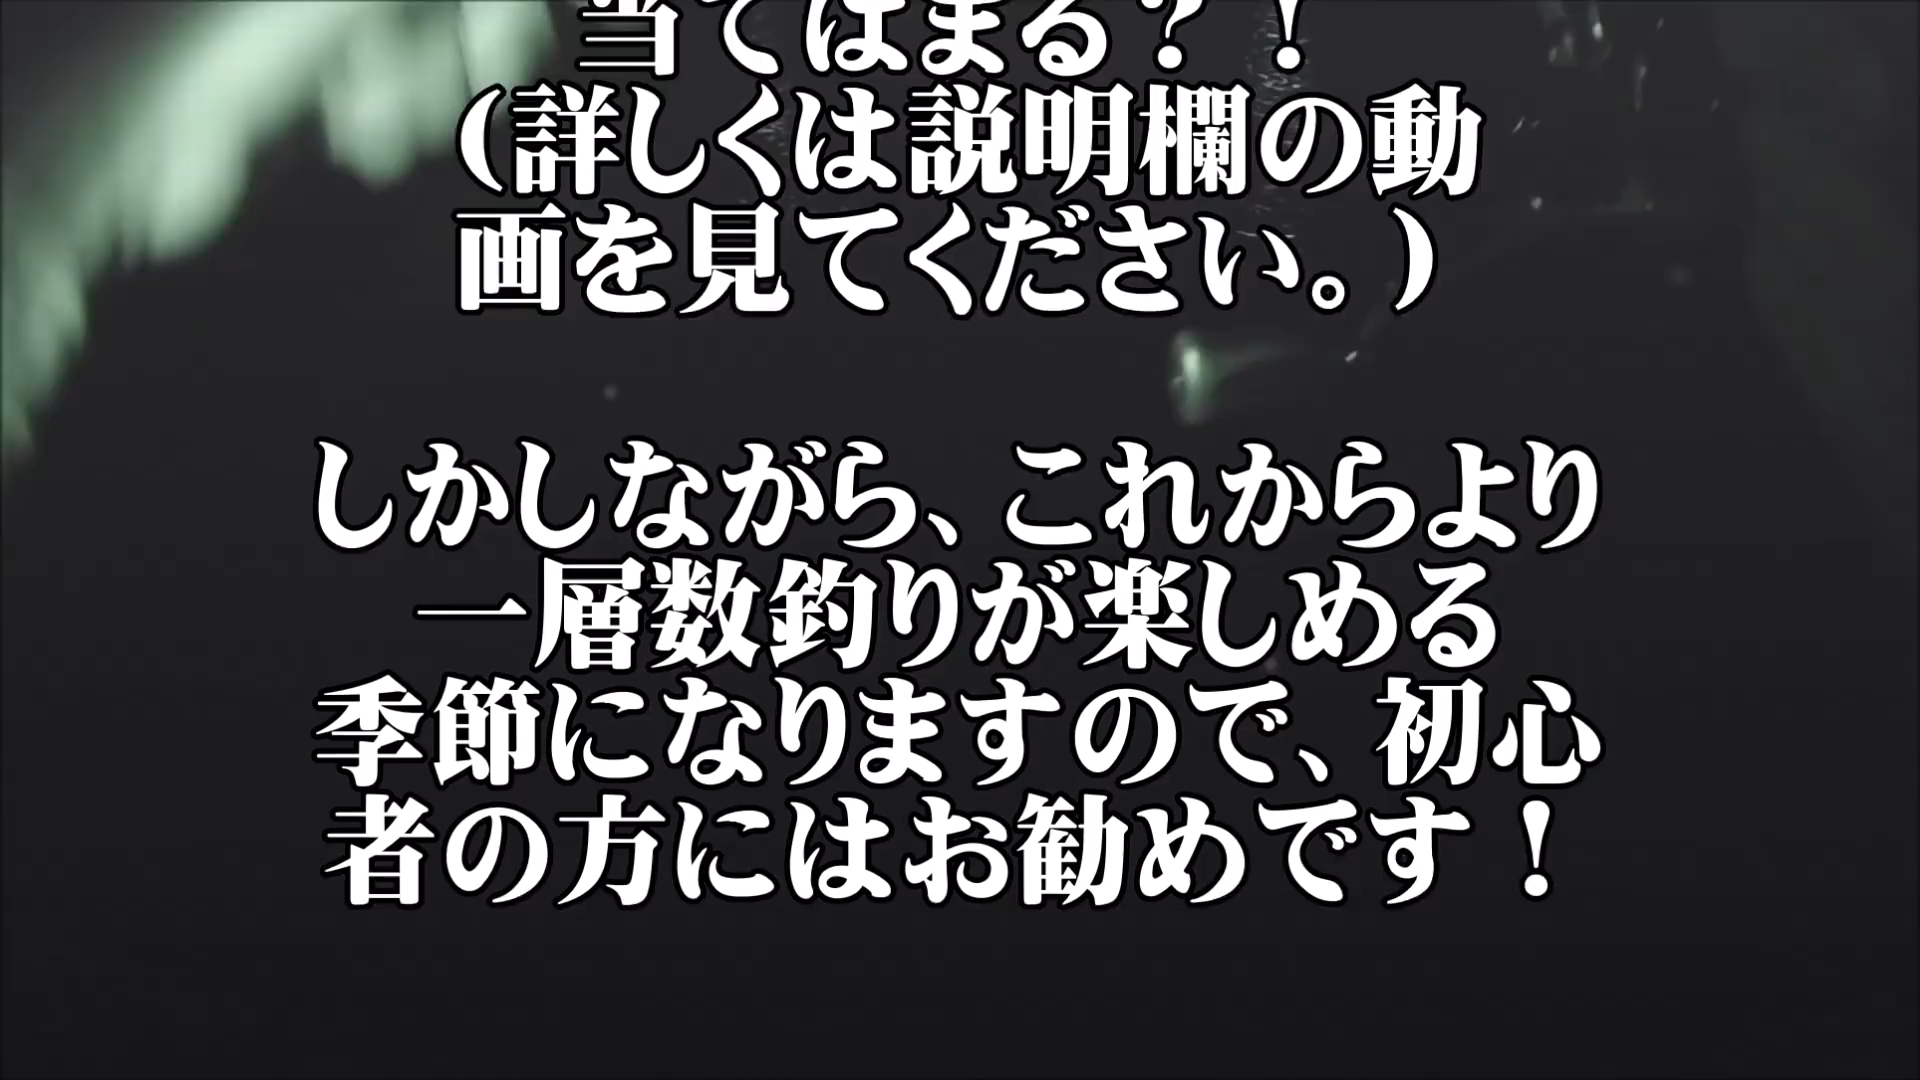 当てはまる？！
(詳しくは説明欄の動
画を見てください。)
しかしながら、これからより
一層数釣りが楽しめる
季節になりますので、初心
者の方にはお勧めです！